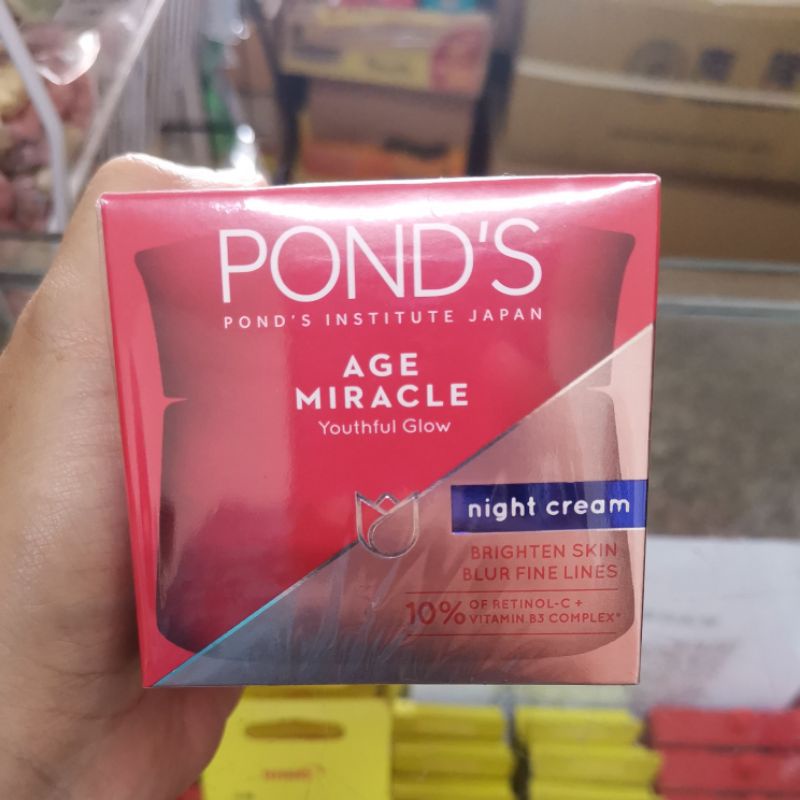 POND'S
POND'S INSTITUTE JAPAN
AGE
MIRACLE
Youthful Glow
night cream
BRIGHTEN SKIN
BLUR FINE LINES
10% OF RETINOL-C +
VITAMIN B3 COMPLEX*